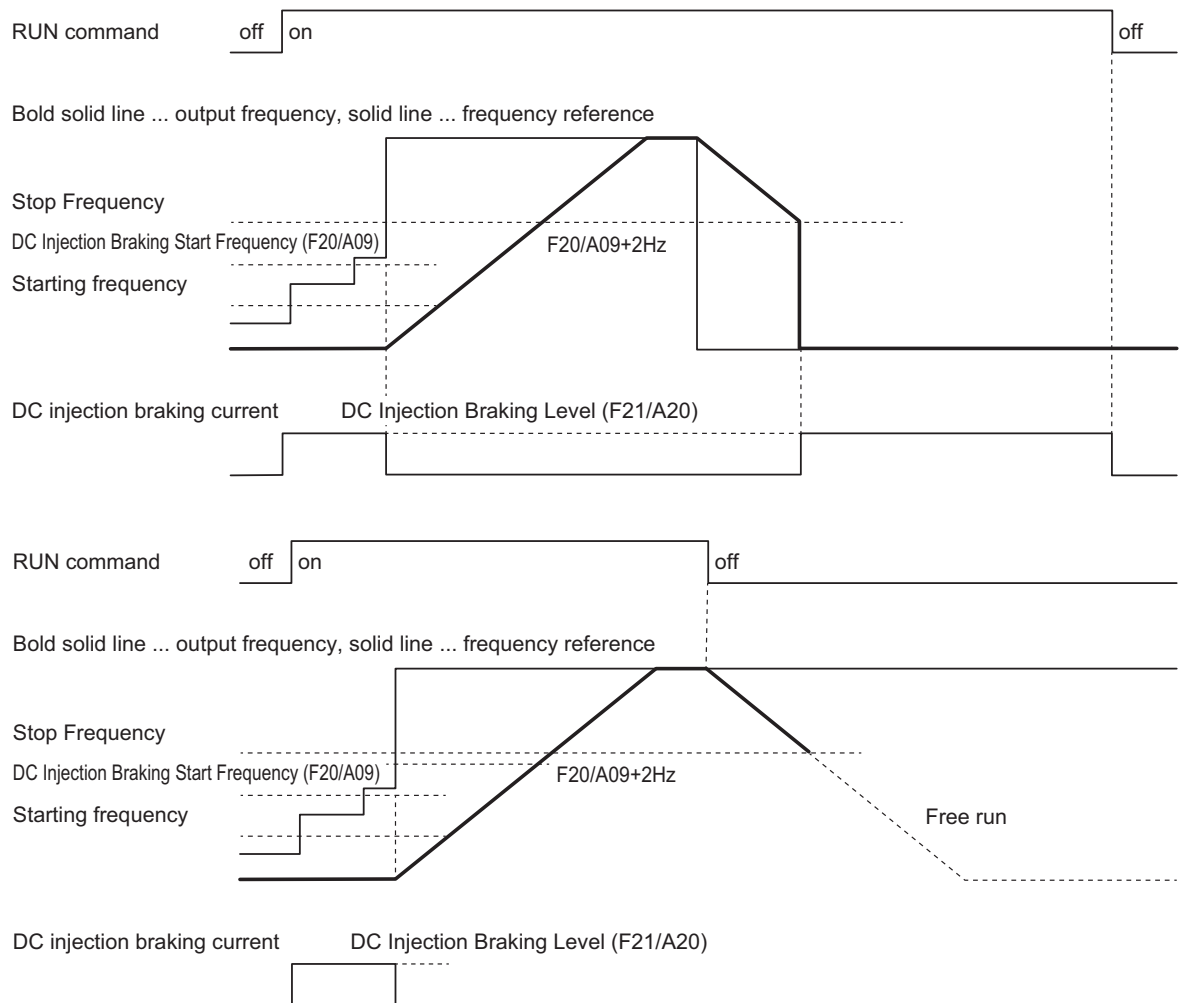 RUN command off on off
Bold solid line ... output frequency, solid line ... frequency reference
Stop Frequency
DC Injection Braking Start Frequency (F20/A09) F20/A09+2Hz
Starting frequency
DC injection braking current DC Injection Braking Level (F21/A20)
RUN command off on off
Bold solid line ... output frequency, solid line ... frequency reference
Stop Frequency
DC Injection Braking Start Frequency (F20/A09) F20/A09+2Hz
Starting frequency Free run
DC injection braking current DC Injection Braking Level (F21/A20)